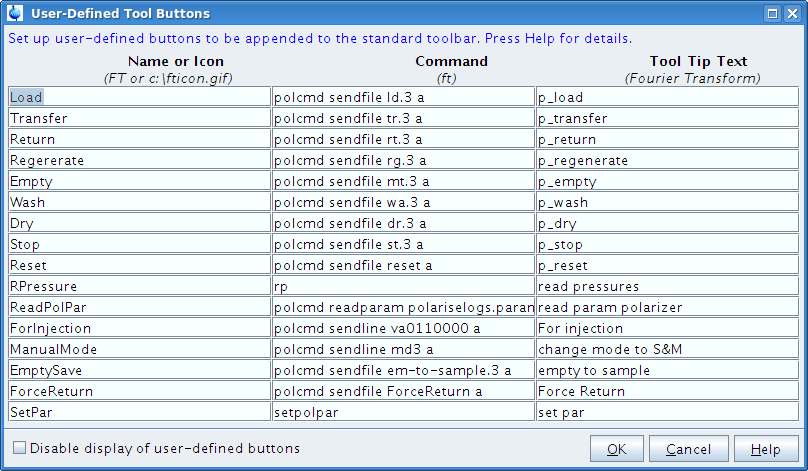 User-Defined Tool Buttons
Set up user-defined buttons to be appended to the standard toolbar. Press Help for details.
Name or Icon Command Tool Tip Text
(FT or c:\fticon.gif) (ft) (Fourier Transform)
Load polcmd sendfile ld.3 a p_load
Transfer polcmd sendfile tr.3 a p_transfer
Return polcmd sendfile rt.3 a p_return
Regererate polcmd sendfile rg.3 a p_regenerate
Empty polcmd sendfile mt.3 a p_empty
Wash polcmd sendfile wa.3 a p_wash
Dry polcmd sendfile dr.3 a p_dry
Stop polcmd sendfile st.3 a p_stop
Reset polcmd sendfile reset a p_reset
RPressure rp read pressures
ReadPolPar polcmd readparam polariselogs.param read param polarizer
ForInjection polcmd sendline va0110000 a For injection
ManualMode polcmd sendline md3 a change mode to S&M
EmptySave polcmd sendfile em-to-sample.3 a empty to sample
ForceReturn polcmd sendfile ForceReturn a Force Return
SetPar setpolpar set par
Disable display of user-defined buttons OK Cancel Help